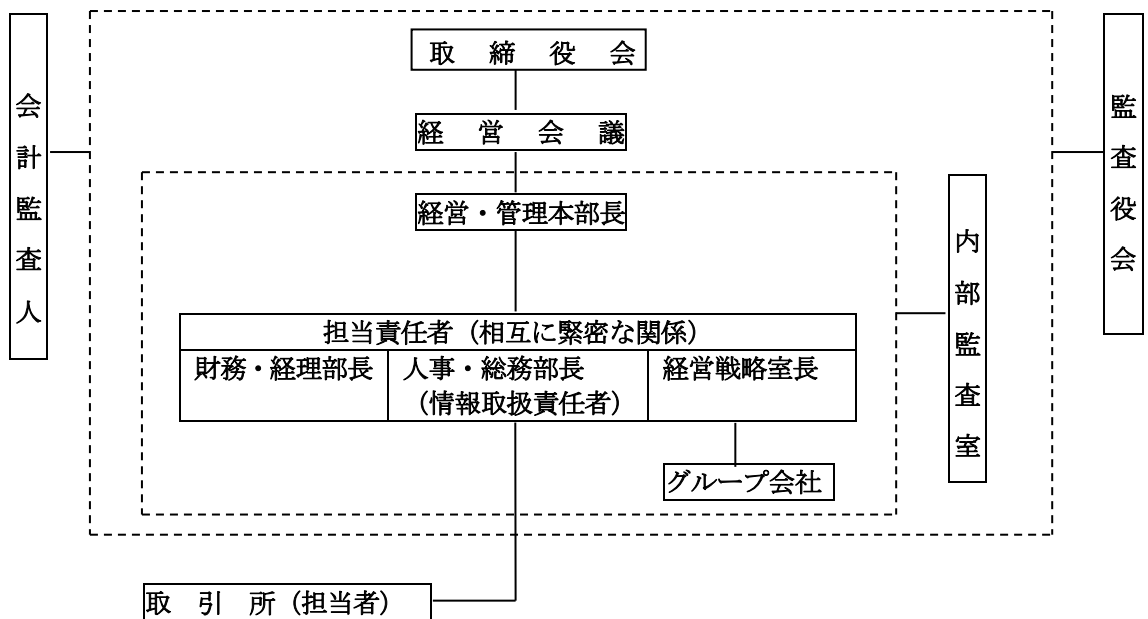 会計監査人
取締役会
経営会議
経営・管理本部長
担当責任者（相互に緊密な関係）
財務・経理部長
人事・総務部長
（情報取扱責任者）
経営戦略室長
グループ会社
取引所（担当者）
内部監査室
監査役会